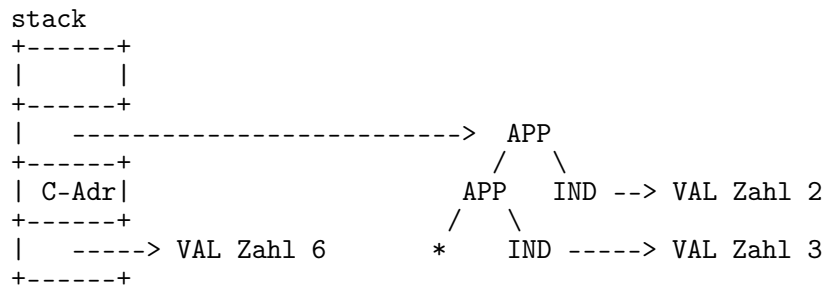 stack
+------+
|      |
+------+
|   --------------------------> APP
+------+                       /   \
| C-Adr|                     APP   IND --> VAL Zahl 2
+------+                    /   \
|   -----> VAL Zahl 6      *    IND -----> VAL Zahl 3
+------+